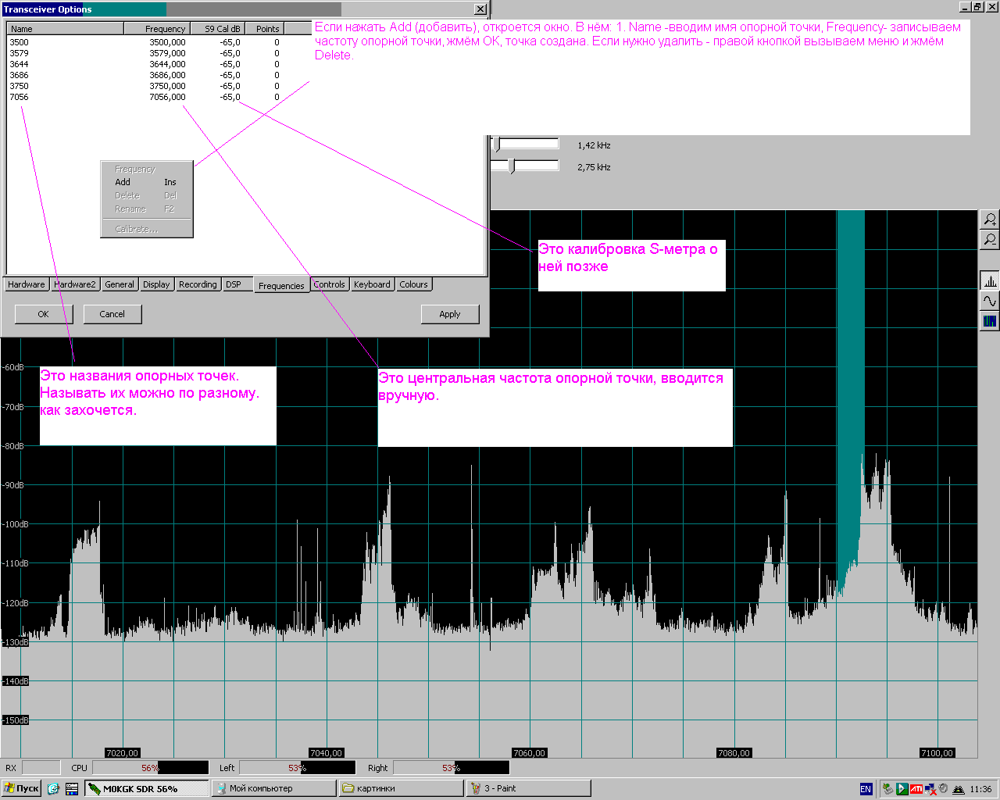 Transceiver Options
Name Frequency S9 Cal dB Points
3500 3500,000 -65,0 0
3579 3579,000 -65,0 0
3644 3644,000 -65,0 0
3686 3686,000 -65,0 0
3750 3750,000 -65,0 0
7056 7056,000 -65,0 0
Если нажать Add (добавить), откроется окно. В нём: 1. Name -вводим имя опорной точки, Frequency- записываем
частоту опорной точки, жмём ОК, точка создана. Если нужно удалить - правой кнопкой вызываем меню и жмём
Delete.
1,42 kHz
2,75 kHz
Frequency
Add Ins
Delete Del
Rename F2
Calibrate...
Это калибровка S-метра о
ней позже
Hardware Hardware2 General Display Recording DSP Frequencies Controls Keyboard Colours
OK Cancel Apply
Это названия опорных точек.
Называть их можно по разному.
как захочется.
Это центральная частота опорной точки, вводится
вручную.
-60dB
-70dB
-80dB
-90dB
-100dB
-110dB
-120dB
-130dB
-140dB
-150dB
7020,00 7040,00 7060,00 7080,00 7100,00
RX CPU 56% Left 53% Right 53%
Пуск M0KGK SDR 56% Мой компьютер картинки 3 - Paint EN ATI 11:36